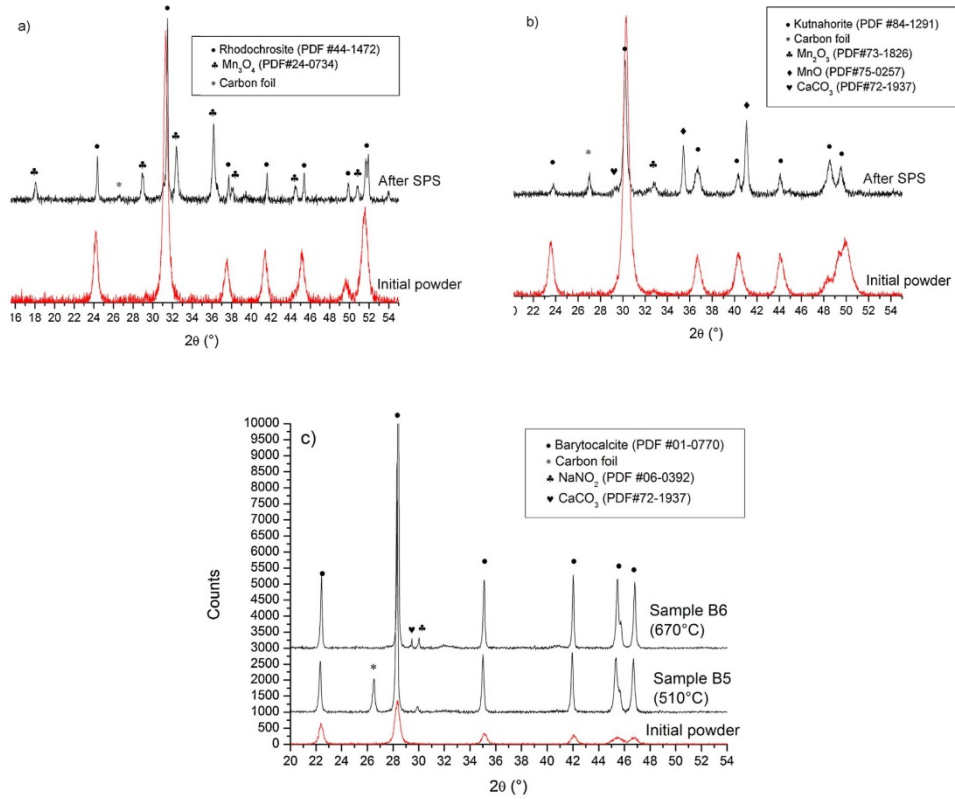 a)
• Rhodochrosite (PDF #44-1472)
♣ Mn₃O₄ (PDF#24-0734)
* Carbon foil
After SPS
Initial powder
16 18 20 22 24 26 28 30 32 34 36 38 40 42 44 46 48 50 52 54
2θ (°)
b)
• Kutnahorite (PDF #84-1291)
* Carbon foil
♣ Mn₂O₃ (PDF#73-1826)
♦ MnO (PDF#75-0257)
♥ CaCO₃ (PDF#72-1937)
After SPS
Initial powder
0 22 24 26 28 30 32 34 36 38 40 42 44 46 48 50 52 54
2θ (°)
c)
• Barytocalcite (PDF #01-0770)
* Carbon foil
♣ NaNO₂ (PDF #06-0392)
♥ CaCO₃ (PDF#72-1937)
Counts
10000
9500
9000
8500
8000
7500
7000
6500
6000
5500
5000
4500
4000
3500
3000
2500
2000
1500
1000
500
0
Sample B6
(670°C)
Sample B5
(510°C)
Initial powder
20 22 24 26 28 30 32 34 36 38 40 42 44 46 48 50 52 54
2θ (°)